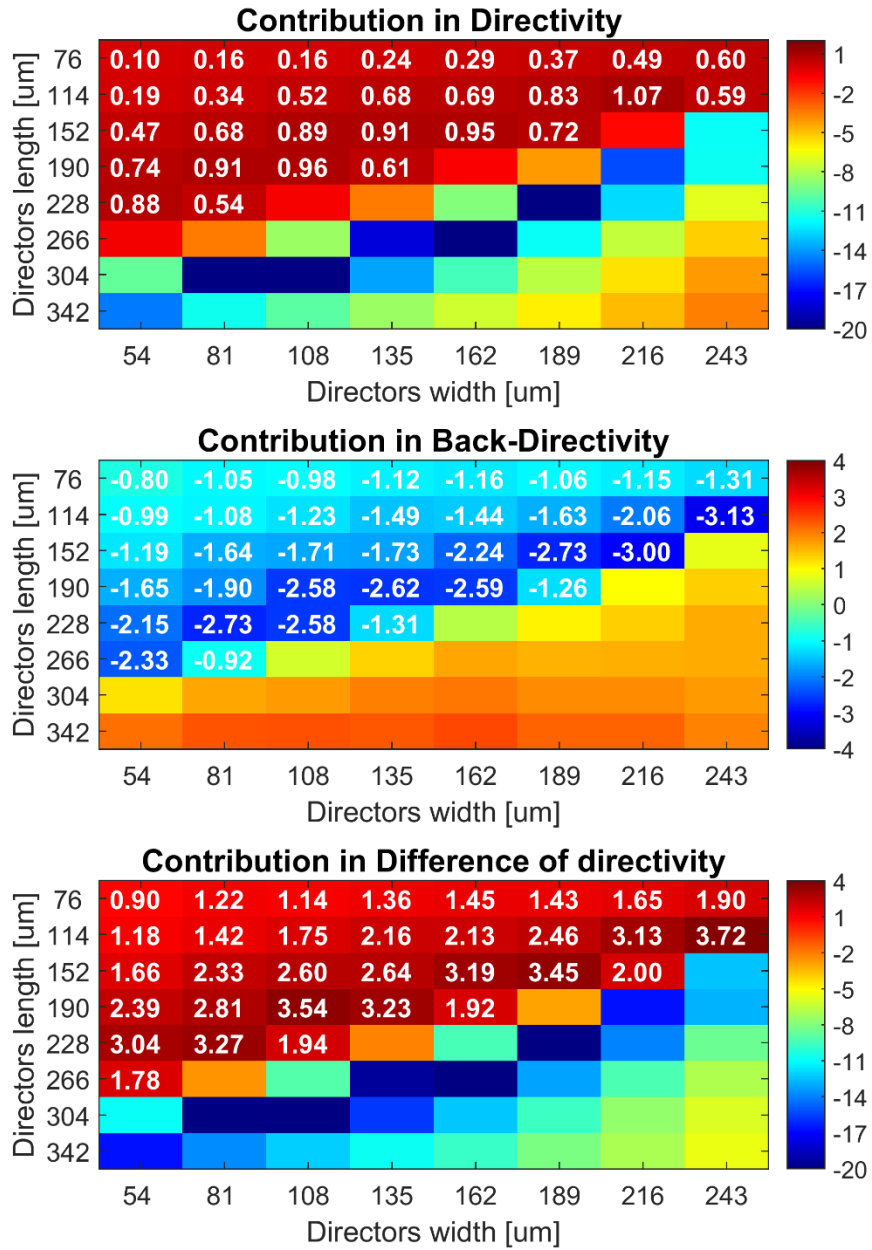 Contribution in Directivity
Directors length [um]
76 0.10 0.16 0.16 0.24 0.29 0.37 0.49 0.60
114 0.19 0.34 0.52 0.68 0.69 0.83 1.07 0.59
152 0.47 0.68 0.89 0.91 0.95 0.72
190 0.74 0.91 0.96 0.61
228 0.88 0.54
266
304
342
54 81 108 135 162 189 216 243
Directors width [um]
1
-2
-5
-8
-11
-14
-17
-20
Contribution in Back-Directivity
Directors length [um]
76 -0.80 -1.05 -0.98 -1.12 -1.16 -1.06 -1.15 -1.31
114 -0.99 -1.08 -1.23 -1.49 -1.44 -1.63 -2.06 -3.13
152 -1.19 -1.64 -1.71 -1.73 -2.24 -2.73 -3.00
190 -1.65 -1.90 -2.58 -2.62 -2.59 -1.26
228 -2.15 -2.73 -2.58 -1.31
266 -2.33 -0.92
304
342
54 81 108 135 162 189 216 243
Directors width [um]
4
3
2
1
0
-1
-2
-3
-4
Contribution in Difference of directivity
Directors length [um]
76 0.90 1.22 1.14 1.36 1.45 1.43 1.65 1.90
114 1.18 1.42 1.75 2.16 2.13 2.46 3.13 3.72
152 1.66 2.33 2.60 2.64 3.19 3.45 2.00
190 2.39 2.81 3.54 3.23 1.92
228 3.04 3.27 1.94
266 1.78
304
342
54 81 108 135 162 189 216 243
Directors width [um]
4
1
-2
-5
-8
-11
-14
-17
-20